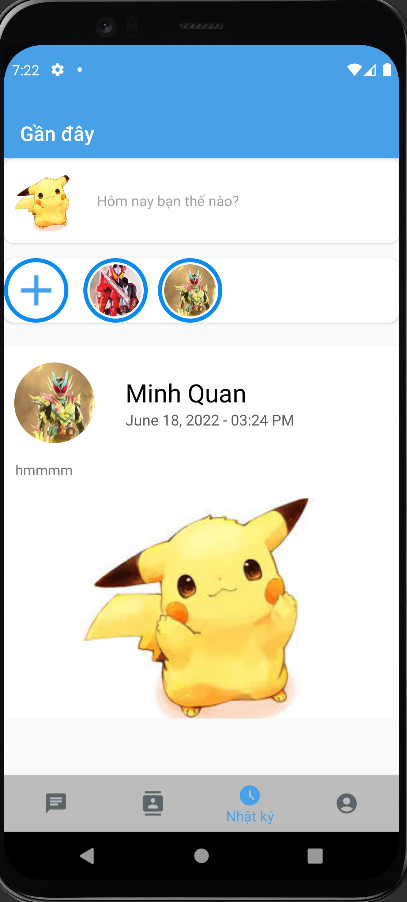 7:22
Gần đây
Hôm nay bạn thế nào?
Minh Quan
June 18, 2022 - 03:24 PM
hmmmm
Nhật ký